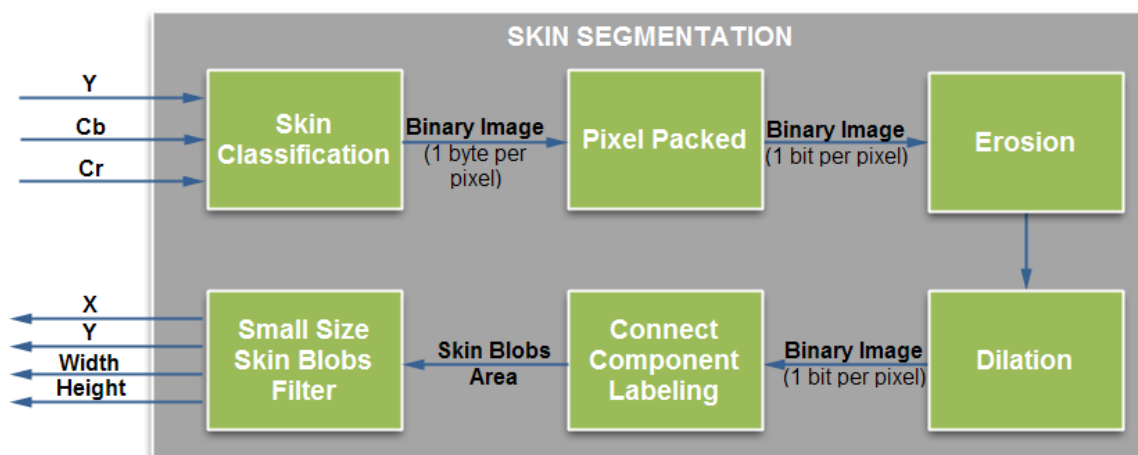 SKIN SEGMENTATION
Y
Cb
Cr
Skin
Classification
Binary Image
(1 byte per
pixel)
Pixel Packed
Binary Image
(1 bit per pixel)
Erosion
X
Y
Width
Height
Small Size
Skin Blobs
Filter
Skin Blobs
Area
Connect
Component
Labeling
Binary Image
(1 bit per pixel)
Dilation